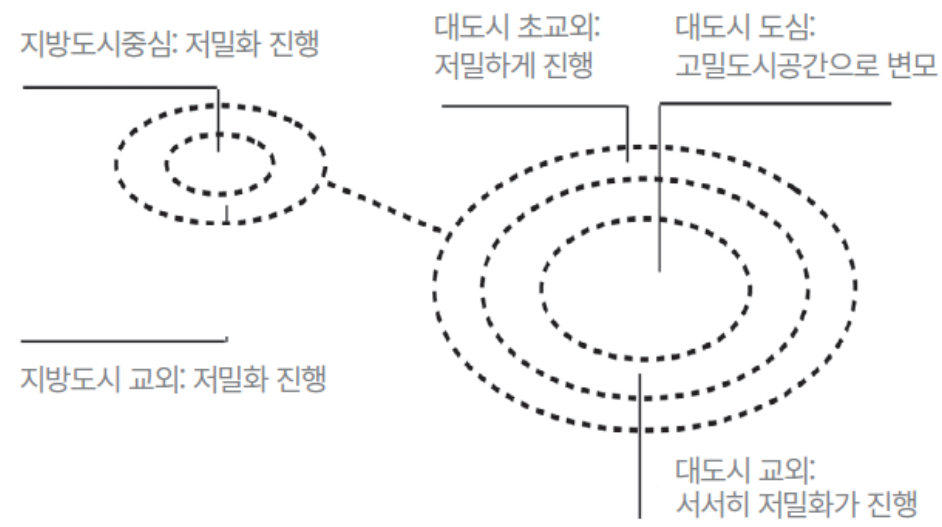 지방도시중심: 저밀화 진행
대도시 초교외:
저밀하게 진행
대도시 도심:
고밀도시공간으로 변모
지방도시 교외: 저밀화 진행
대도시 교외:
서서히 저밀화가 진행